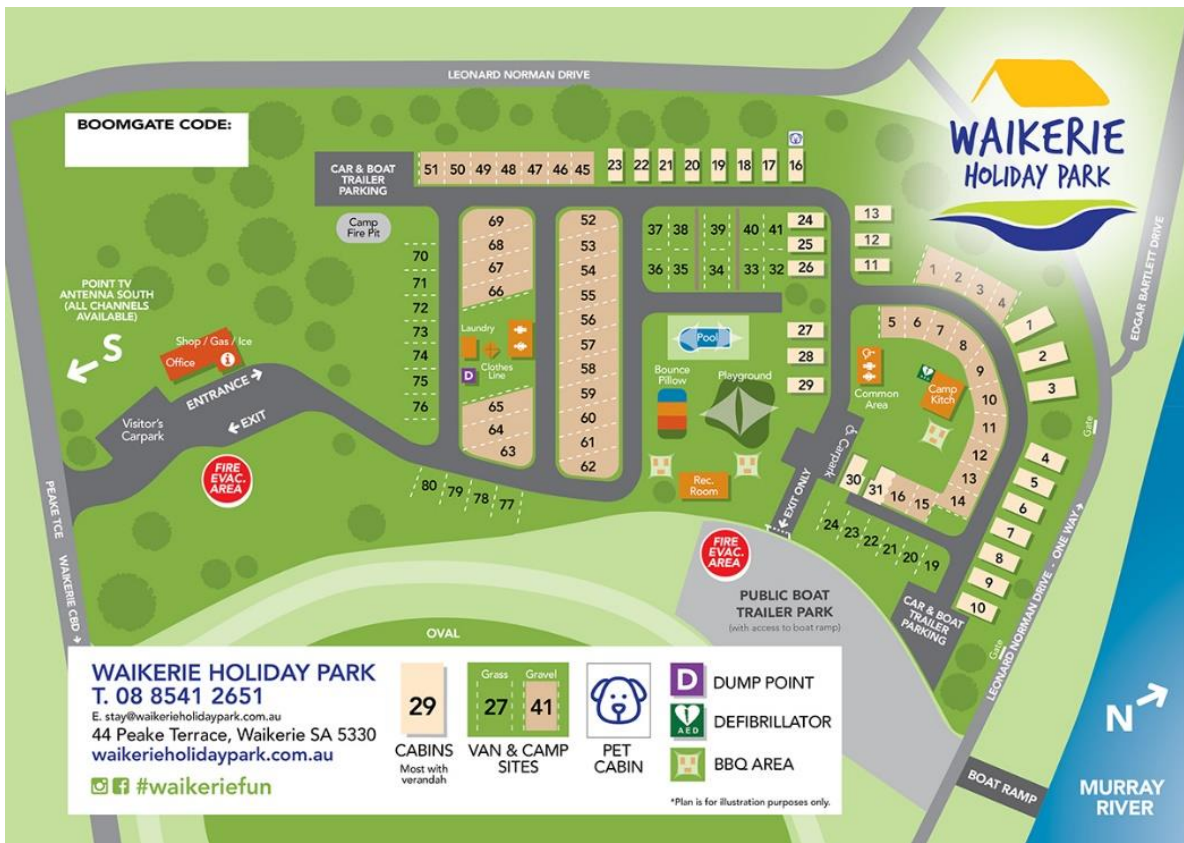 LEONARD NORMAN DRIVE
BOOMGATE CODE:
WAIKERIE
HOLIDAY PARK
CAR & BOAT
TRAILER
PARKING
51 50 49 48 47 46 45
23 22 21 20 19 18 17 16
Camp
Fire Pit
69
68
67
66
52
53
54
55
56
57
58
59
60
61
62
37 38 39 40 41
36 35 34 33 32
24
25
26
13
12
11
70
71
72
73
74
75
76
POINT TV
ANTENNA SOUTH
(ALL CHANNELS
AVAILABLE)
S
Shop / Gas / Ice
Office
i
ENTRANCE
EXIT
Visitor's
Carpark
FIRE
EVAC.
AREA
Laundry
Clothes
Line
D
65
64
63
80 79 78 77
Pool
Bounce
Pillow
Playground
Rec.
Room
27
28
29
1 2 3 4
5 6 7 8
9
10
11
12
13
14
15
16
31
30
1
2
3
Common
Area
AED
Camp
Kitch
Carpark
EXIT ONLY
24 23 22 21 20 19
4
5
6
7
8
9
10
Gate
Gate
CAR & BOAT
TRAILER
PARKING
EDGAR BARTLETT DRIVE
LEONARD NORMAN DRIVE - ONE WAY
PEAKE TCE
WAIKERIE CBD
FIRE
EVAC.
AREA
PUBLIC BOAT
TRAILER PARK
(with access to boat ramp)
OVAL
BOAT RAMP
N
MURRAY
RIVER
WAIKERIE HOLIDAY PARK
T. 08 8541 2651
E. stay@waikerieholidaypark.com.au
44 Peake Terrace, Waikerie SA 5330
waikerieholidaypark.com.au
#waikeriefun
29
CABINS
Most with
verandah
Grass Gravel
27 41
VAN & CAMP
SITES
PET
CABIN
D DUMP POINT
AED DEFIBRILLATOR
BBQ AREA
*Plan is for illustration purposes only.